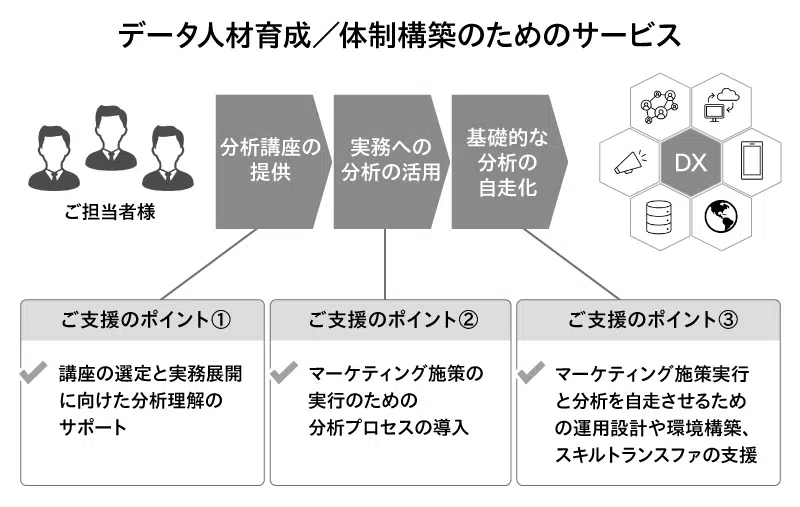 データ人材育成／体制構築のためのサービス
ご担当者様
分析講座の
提供
実務への
分析の活用
基礎的な
分析の
自走化
DX
ご支援のポイント①
講座の選定と実務展開
に向けた分析理解の
サポート
ご支援のポイント②
マーケティング施策の
実行のための
分析プロセスの導入
ご支援のポイント③
マーケティング施策実行
と分析を自走させるため
の運用設計や環境構築、
スキルトランスファの支援